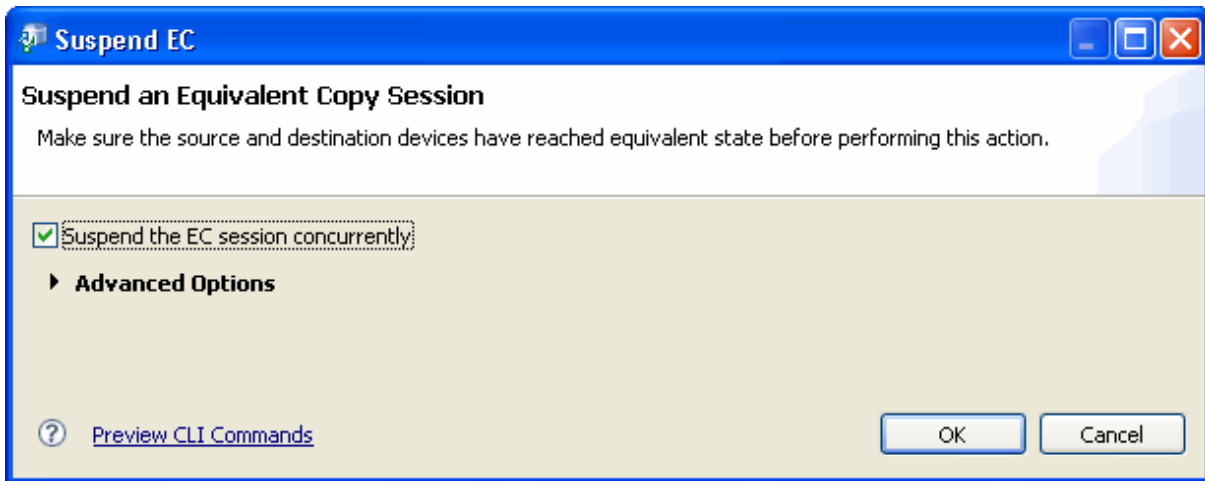 Suspend EC
Suspend an Equivalent Copy Session
Make sure the source and destination devices have reached equivalent state before performing this action.
Suspend the EC session concurrently
Advanced Options
? Preview CLI Commands OK Cancel